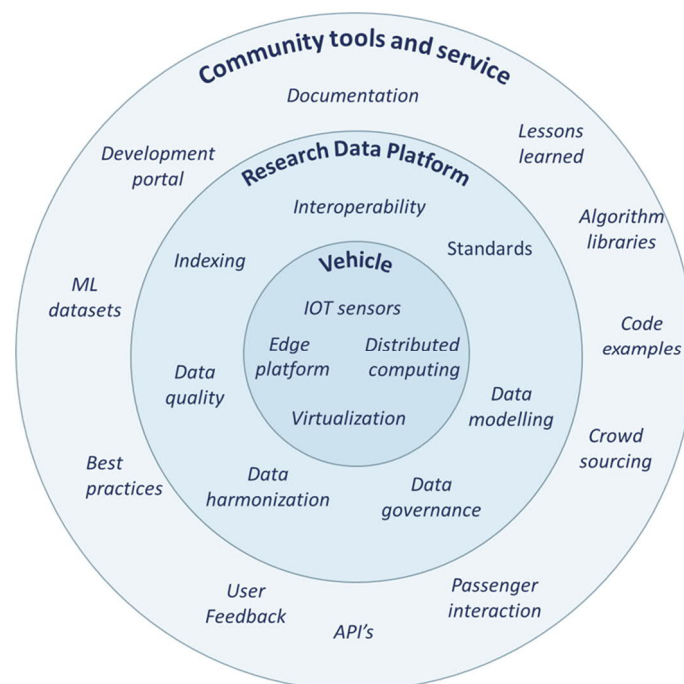 Community tools and service
Documentation
Lessons
learned
Development
portal
Research Data Platform
Interoperability
Algorithm
libraries
Standards
Indexing
Vehicle
ML
datasets
IOT sensors
Code
examples
Edge
platform
Distributed
computing
Data
quality
Data
modelling
Virtualization
Crowd
sourcing
Best
practices
Data
harmonization
Data
governance
User
Feedback
API's
Passenger
interaction